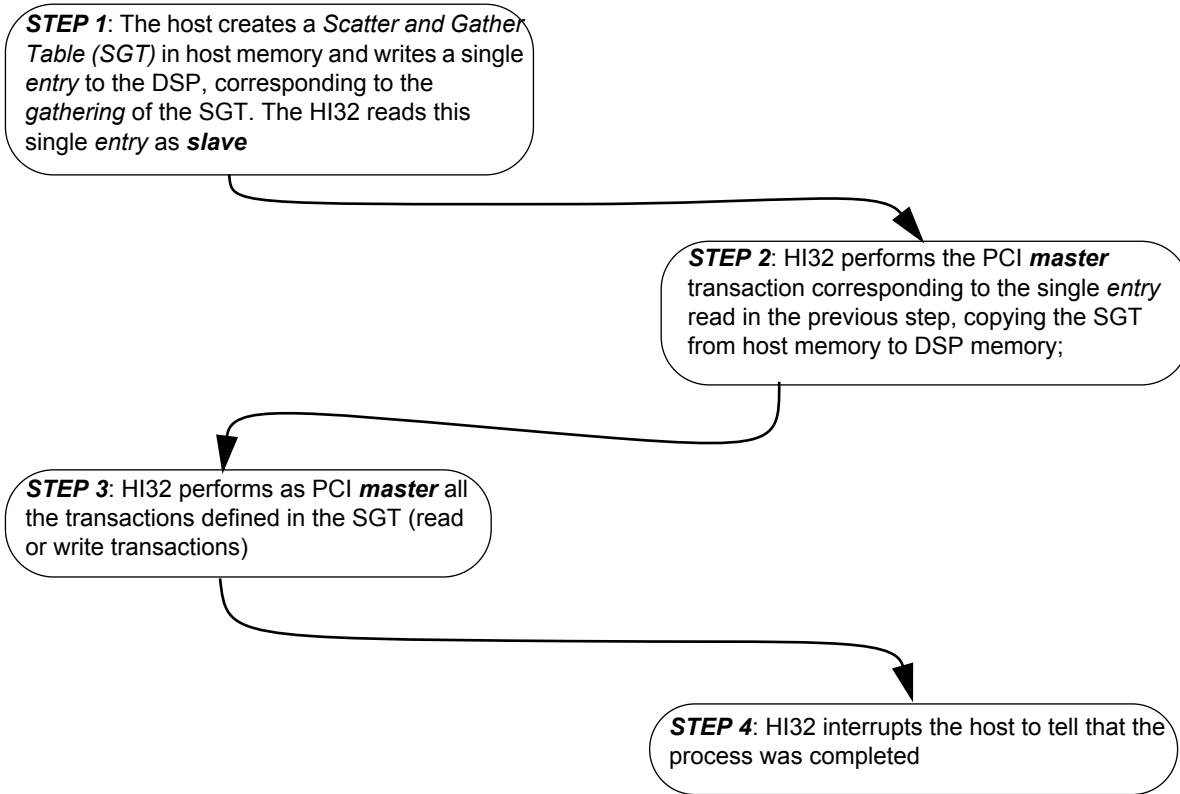 STEP 1: The host creates a Scatter and Gather
Table (SGT) in host memory and writes a single
entry to the DSP, corresponding to the
gathering of the SGT. The HI32 reads this
single entry as slave
STEP 2: HI32 performs the PCI master
transaction corresponding to the single entry
read in the previous step, copying the SGT
from host memory to DSP memory;
STEP 3: HI32 performs as PCI master all
the transactions defined in the SGT (read
or write transactions)
STEP 4: HI32 interrupts the host to tell that the
process was completed